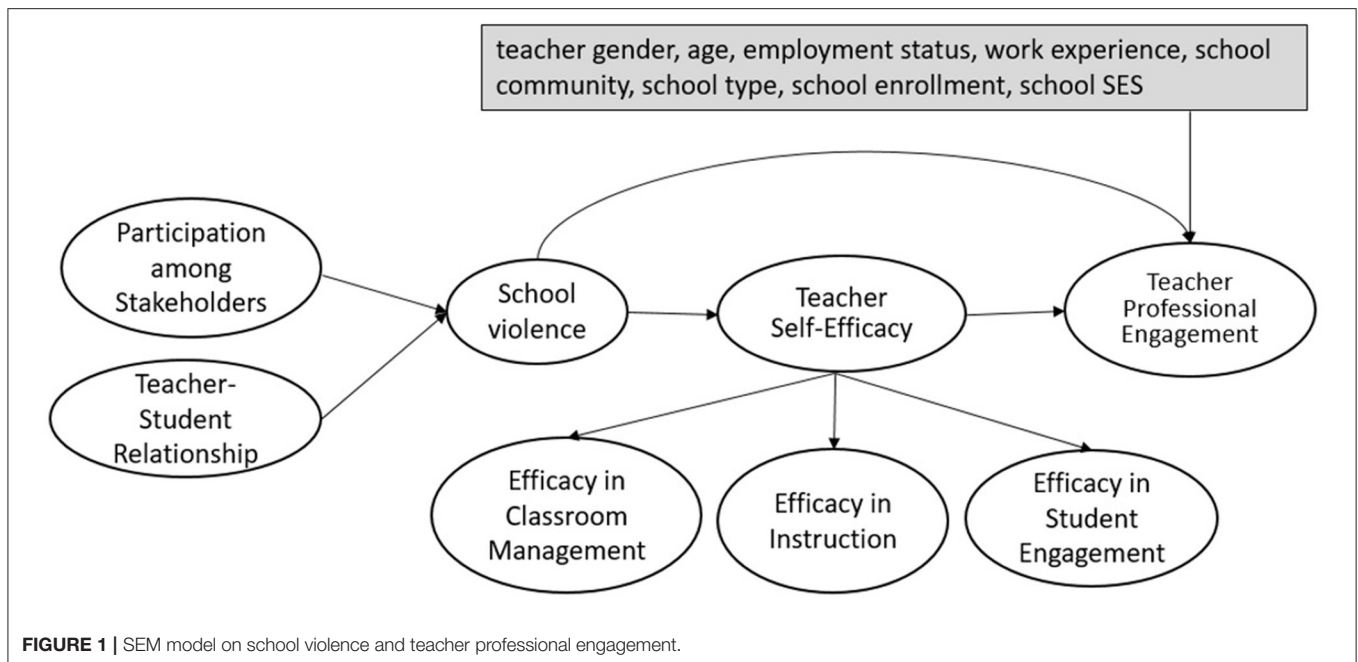 teacher gender, age, employment status, work experience, school
community, school type, school enrollment, school SES
Participation
among
Stakeholders
School
violence
Teacher
Self-Efficacy
Teacher
Professional
Engagement
Teacher-
Student
Relationship
Efficacy in
Classroom
Management
Efficacy in
Instruction
Efficacy in
Student
Engagement
FIGURE 1 | SEM model on school violence and teacher professional engagement.